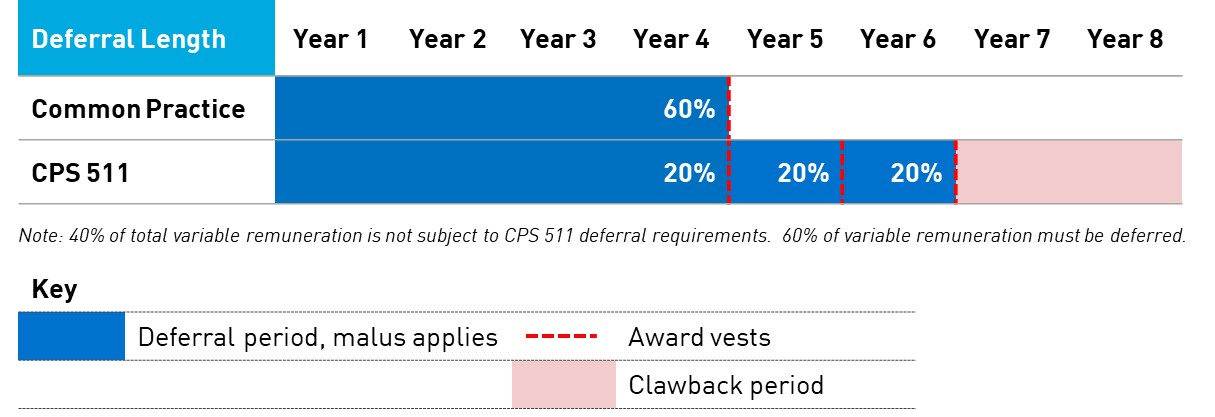 Deferral Length Year 1 Year 2 Year 3 Year 4 Year 5 Year 6 Year 7 Year 8
Common Practice 60%
CPS 511 20% 20% 20%
Note: 40% of total variable remuneration is not subject to CPS 511 deferral requirements. 60% of variable remuneration must be deferred.
Key
Deferral period, malus applies Award vests
Clawback period